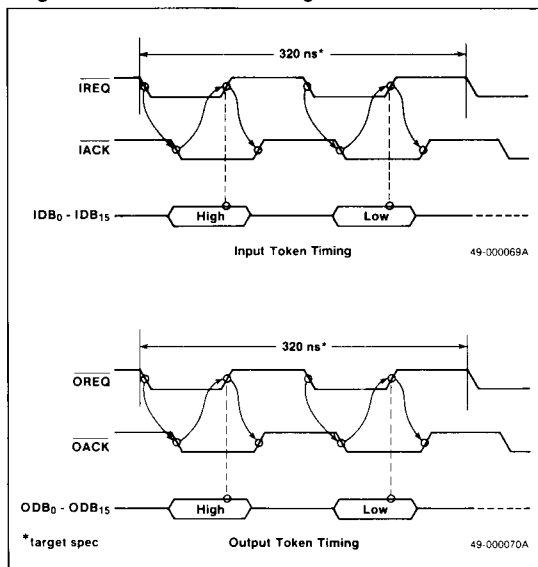 320 ns*
IREQ
IACK
IDB₀ - IDB₁₅
High
Low
Input Token Timing
49-000069A
320 ns*
OREQ
OACK
ODB₀ - ODB₁₅
High
Low
*target spec
Output Token Timing
49-000070A